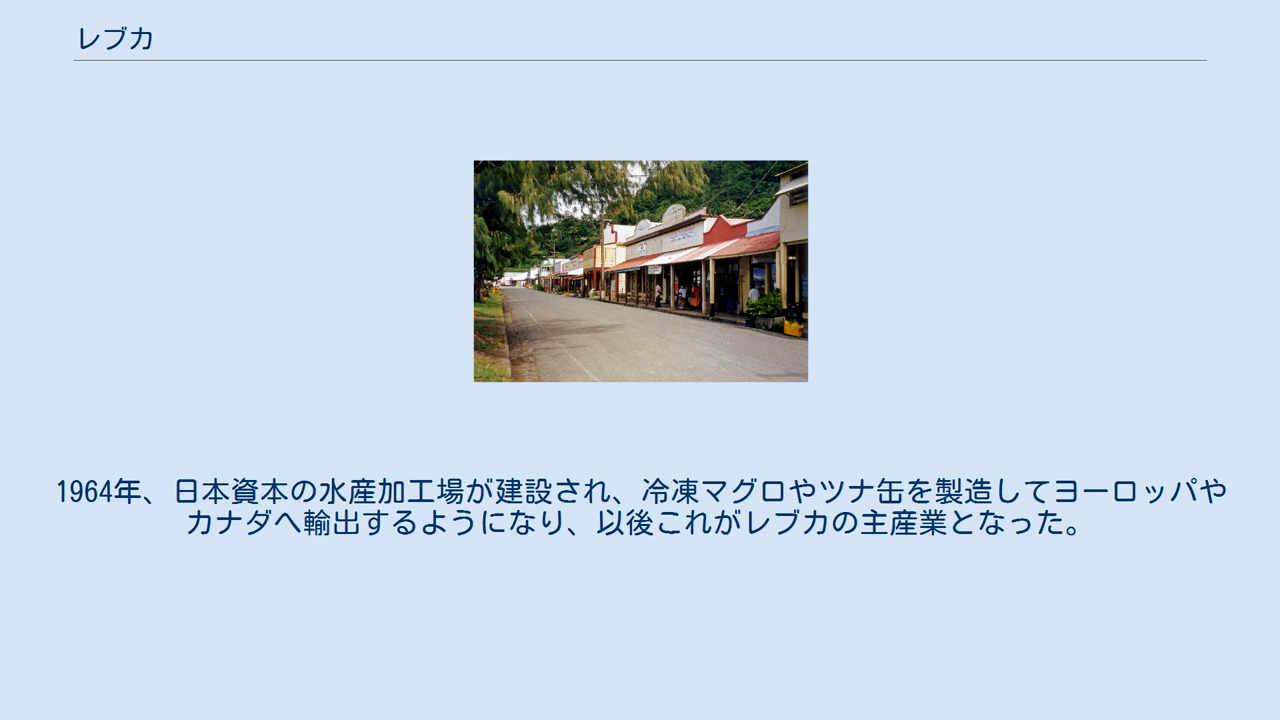 レブカ
1964年、日本資本の水産加工場が建設され、冷凍マグロやツナ缶を製造してヨーロッパや
カナダへ輸出するようになり、以後これがレブカの主産業となった。